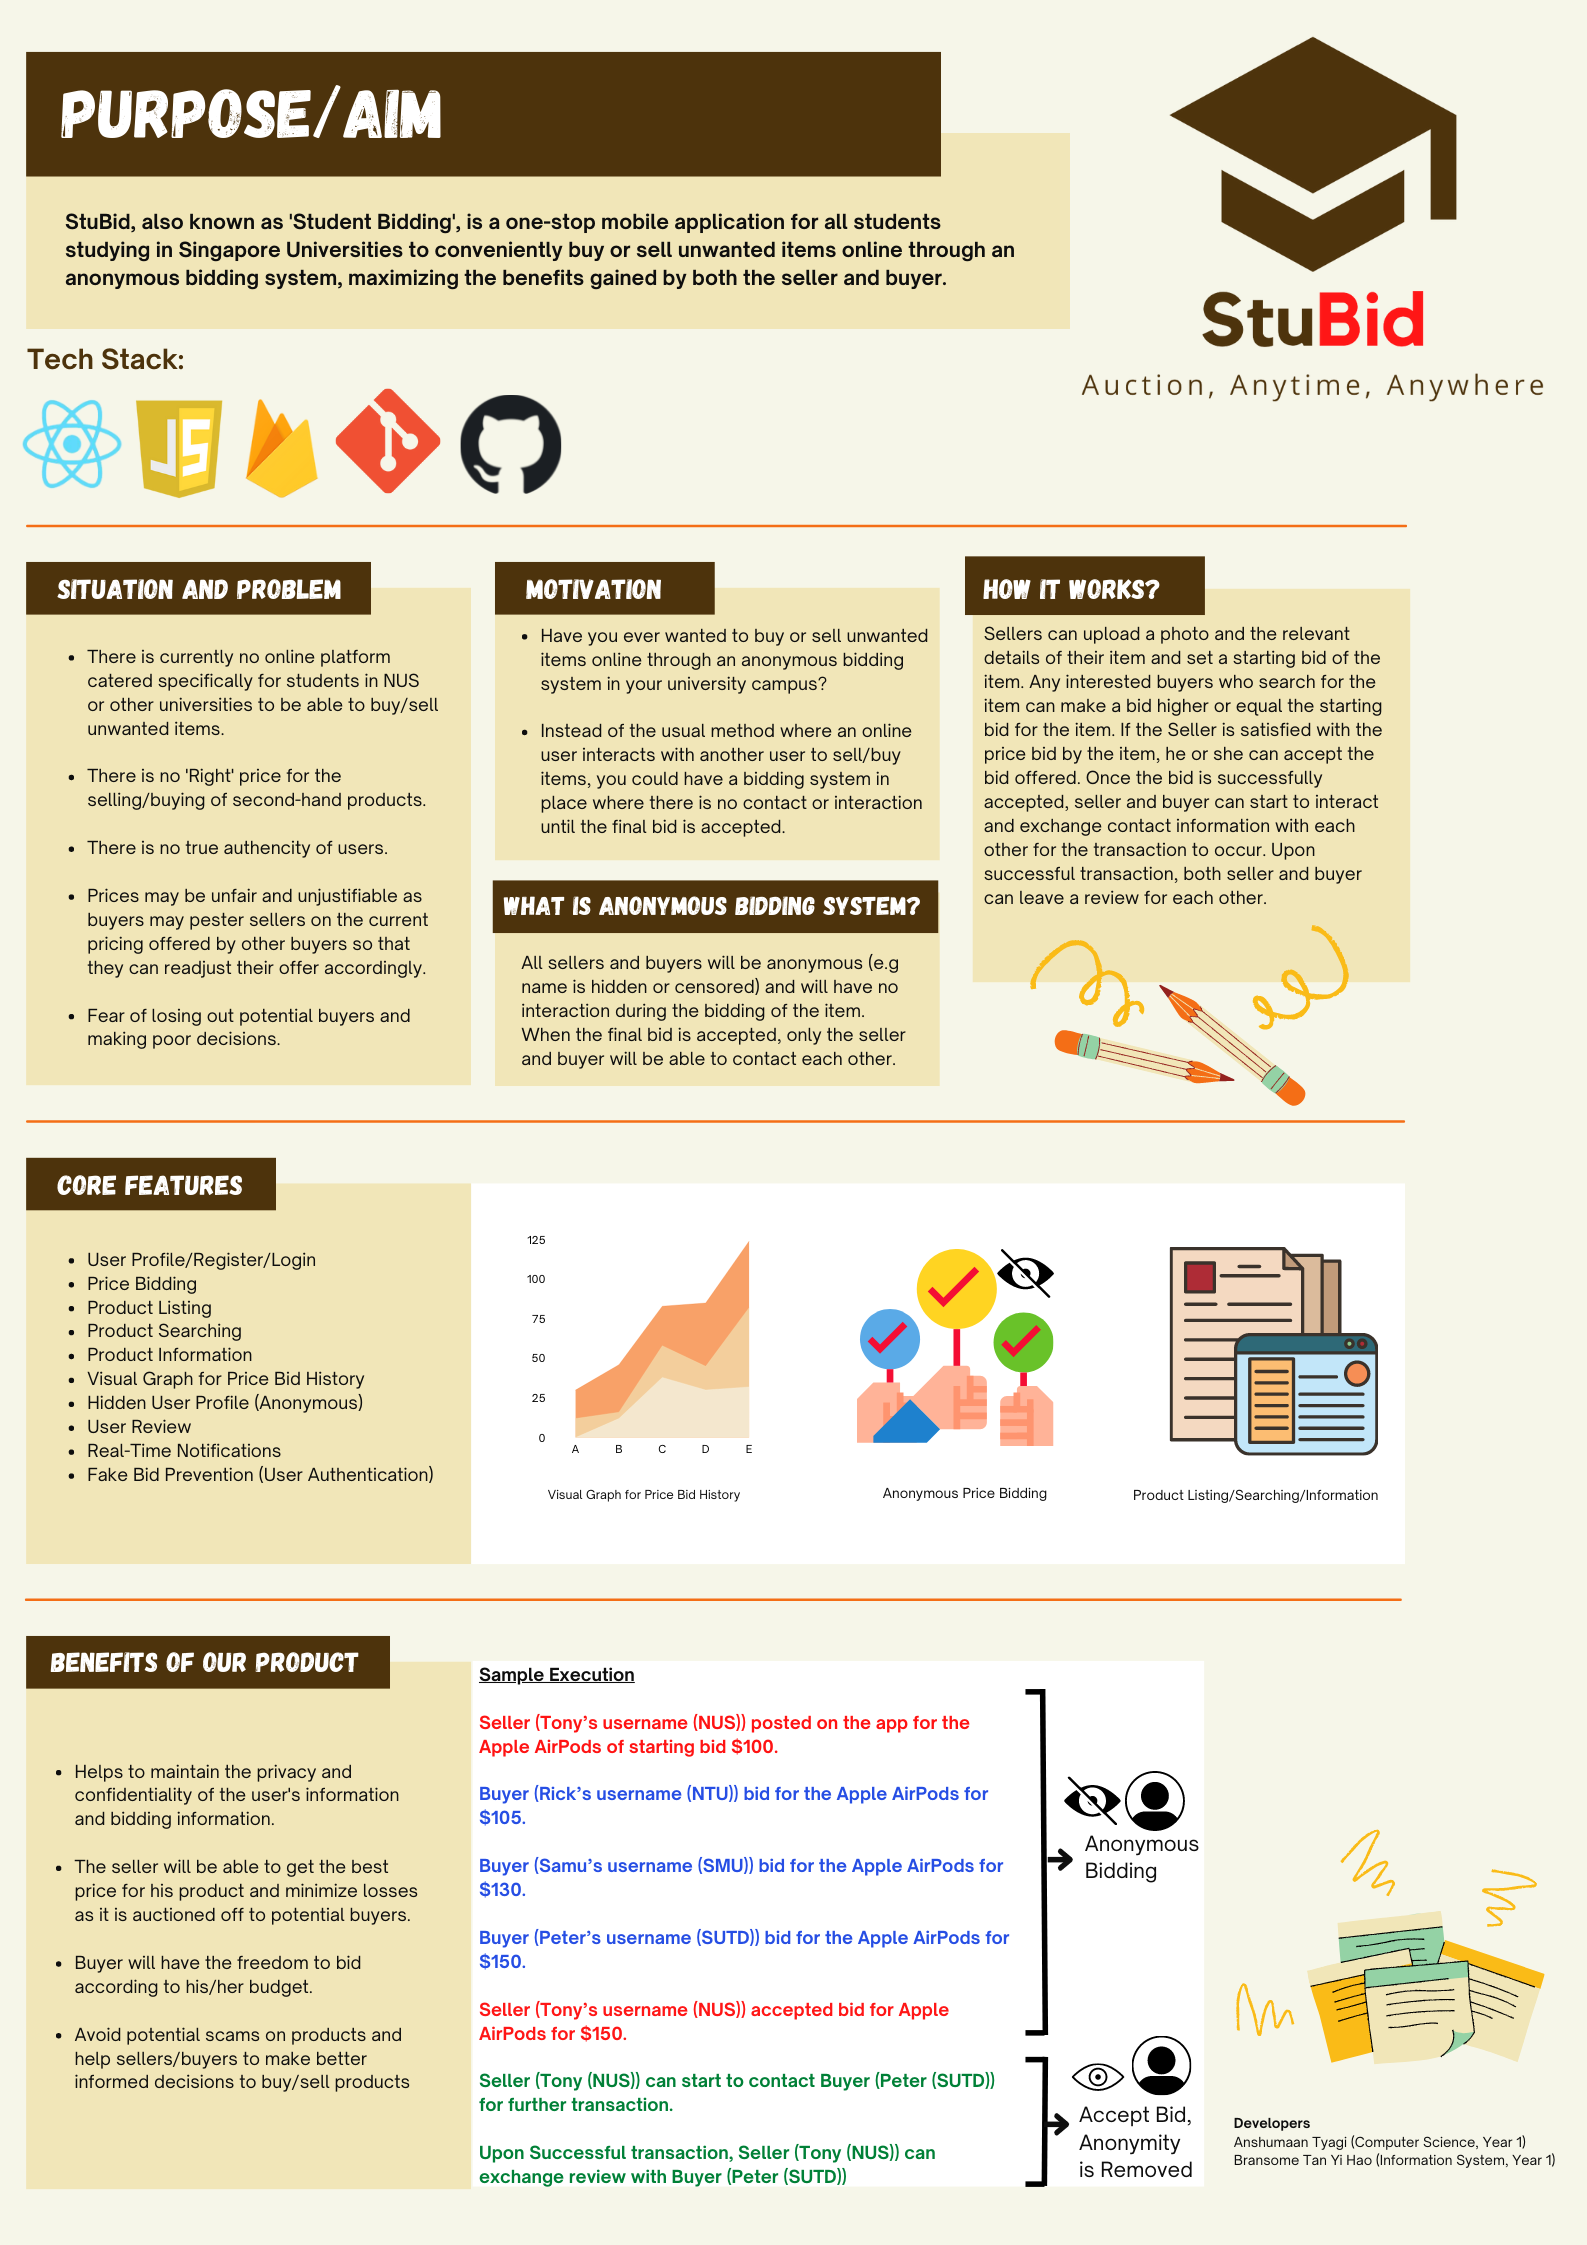 PURPOSE/AIM
StuBid, also known as 'Student Bidding', is a one-stop mobile application for all students
studying in Singapore Universities to conveniently buy or sell unwanted items online through an
anonymous bidding system, maximizing the benefits gained by both the seller and buyer.
StuBid
Auction, Anytime, Anywhere
Tech Stack:
JS
SITUATION AND PROBLEM
• There is currently no online platform
catered specifically for students in NUS
or other universities to be able to buy/sell
unwanted items.
• There is no 'Right' price for the
selling/buying of second-hand products.
• There is no true authencity of users.
• Prices may be unfair and unjustifiable as
buyers may pester sellers on the current
pricing offered by other buyers so that
they can readjust their offer accordingly.
• Fear of losing out potential buyers and
making poor decisions.
MOTIVATION
• Have you ever wanted to buy or sell unwanted
items online through an anonymous bidding
system in your university campus?
• Instead of the usual method where an online
user interacts with another user to sell/buy
items, you could have a bidding system in
place where there is no contact or interaction
until the final bid is accepted.
WHAT IS ANONYMOUS BIDDING SYSTEM?
All sellers and buyers will be anonymous (e.g
name is hidden or censored) and will have no
interaction during the bidding of the item.
When the final bid is accepted, only the seller
and buyer will be able to contact each other.
HOW IT WORKS?
Sellers can upload a photo and the relevant
details of their item and set a starting bid of the
item. Any interested buyers who search for the
item can make a bid higher or equal the starting
bid for the item. If the Seller is satisfied with the
price bid by the item, he or she can accept the
bid offered. Once the bid is successfully
accepted, seller and buyer can start to interact
and exchange contact information with each
other for the transaction to occur. Upon
successful transaction, both seller and buyer
can leave a review for each other.
CORE FEATURES
• User Profile/Register/Login
• Price Bidding
• Product Listing
• Product Searching
• Product Information
• Visual Graph for Price Bid History
• Hidden User Profile (Anonymous)
• User Review
• Real-Time Notifications
• Fake Bid Prevention (User Authentication)
125
100
75
50
25
0
A B C D E
Visual Graph for Price Bid History
Anonymous Price Bidding
Product Listing/Searching/Information
BENEFITS OF OUR PRODUCT
• Helps to maintain the privacy and
confidentiality of the user's information
and bidding information.
• The seller will be able to get the best
price for his product and minimize losses
as it is auctioned off to potential buyers.
• Buyer will have the freedom to bid
according to his/her budget.
• Avoid potential scams on products and
help sellers/buyers to make better
informed decisions to buy/sell products
Sample Execution
Seller (Tony’s username (NUS)) posted on the app for the
Apple AirPods of starting bid $100.
Buyer (Rick’s username (NTU)) bid for the Apple AirPods for
$105.
Buyer (Samu’s username (SMU)) bid for the Apple AirPods for
$130.
Buyer (Peter’s username (SUTD)) bid for the Apple AirPods for
$150.
Seller (Tony’s username (NUS)) accepted bid for Apple
AirPods for $150.
Seller (Tony (NUS)) can start to contact Buyer (Peter (SUTD))
for further transaction.
Upon Successful transaction, Seller (Tony (NUS)) can
exchange review with Buyer (Peter (SUTD))
Anonymous
Bidding
Accept Bid,
Anonymity
is Removed
Developers
Anshumaan Tyagi (Computer Science, Year 1)
Bransome Tan Yi Hao (Information System, Year 1)